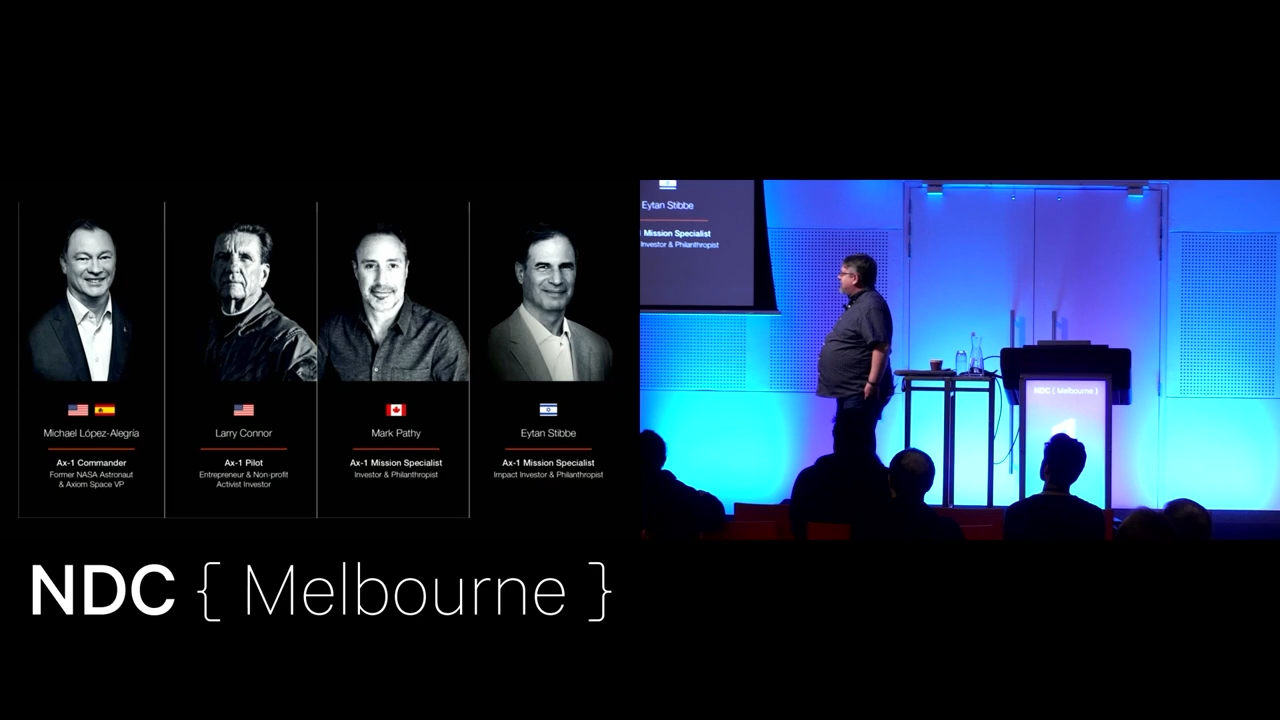 Michael López-Alegría
Ax-1 Commander
Former NASA Astronaut
& Axiom Space VP
Larry Connor
Ax-1 Pilot
Entrepreneur & Non-profit
Activist Investor
Mark Pathy
Ax-1 Mission Specialist
Investor & Philanthropist
Eytan Stibbe
Ax-1 Mission Specialist
Impact Investor & Philanthropist
Eytan Stibbe
Mission Specialist
Investor & Philanthropist
NDC { Melbourne }
NDC { Melbourne }